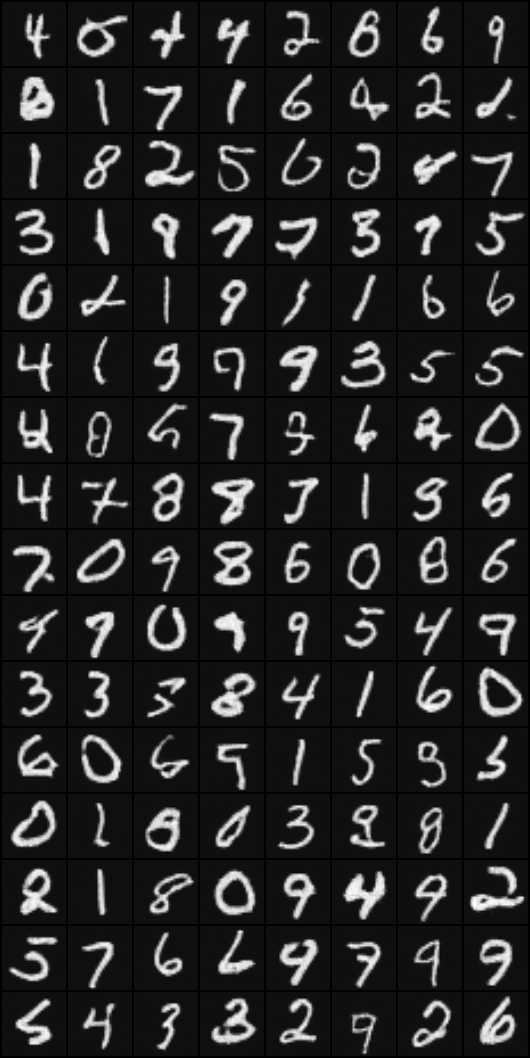 4 4 4 2 6 6 9
1 7 1 6 2
1 8 2 5 6 4 7
3 1 9 7 7 3 9 5
0 2 1 9 1 1 6 6
4 1 9 9 9 3 5 5
8 7 6 0
4 7 8 8 7 1 9 6
7 0 9 8 6 0 8 6
9 9 0 9 9 5 4 9
3 3 3 8 4 1 6 0
6 0 6 5 1 5 3
0 1 0 0 3 8 8 1
2 1 8 0 9 4 9 2
5 7 6 6 9 7 9 9
5 4 3 3 2 9 2 6